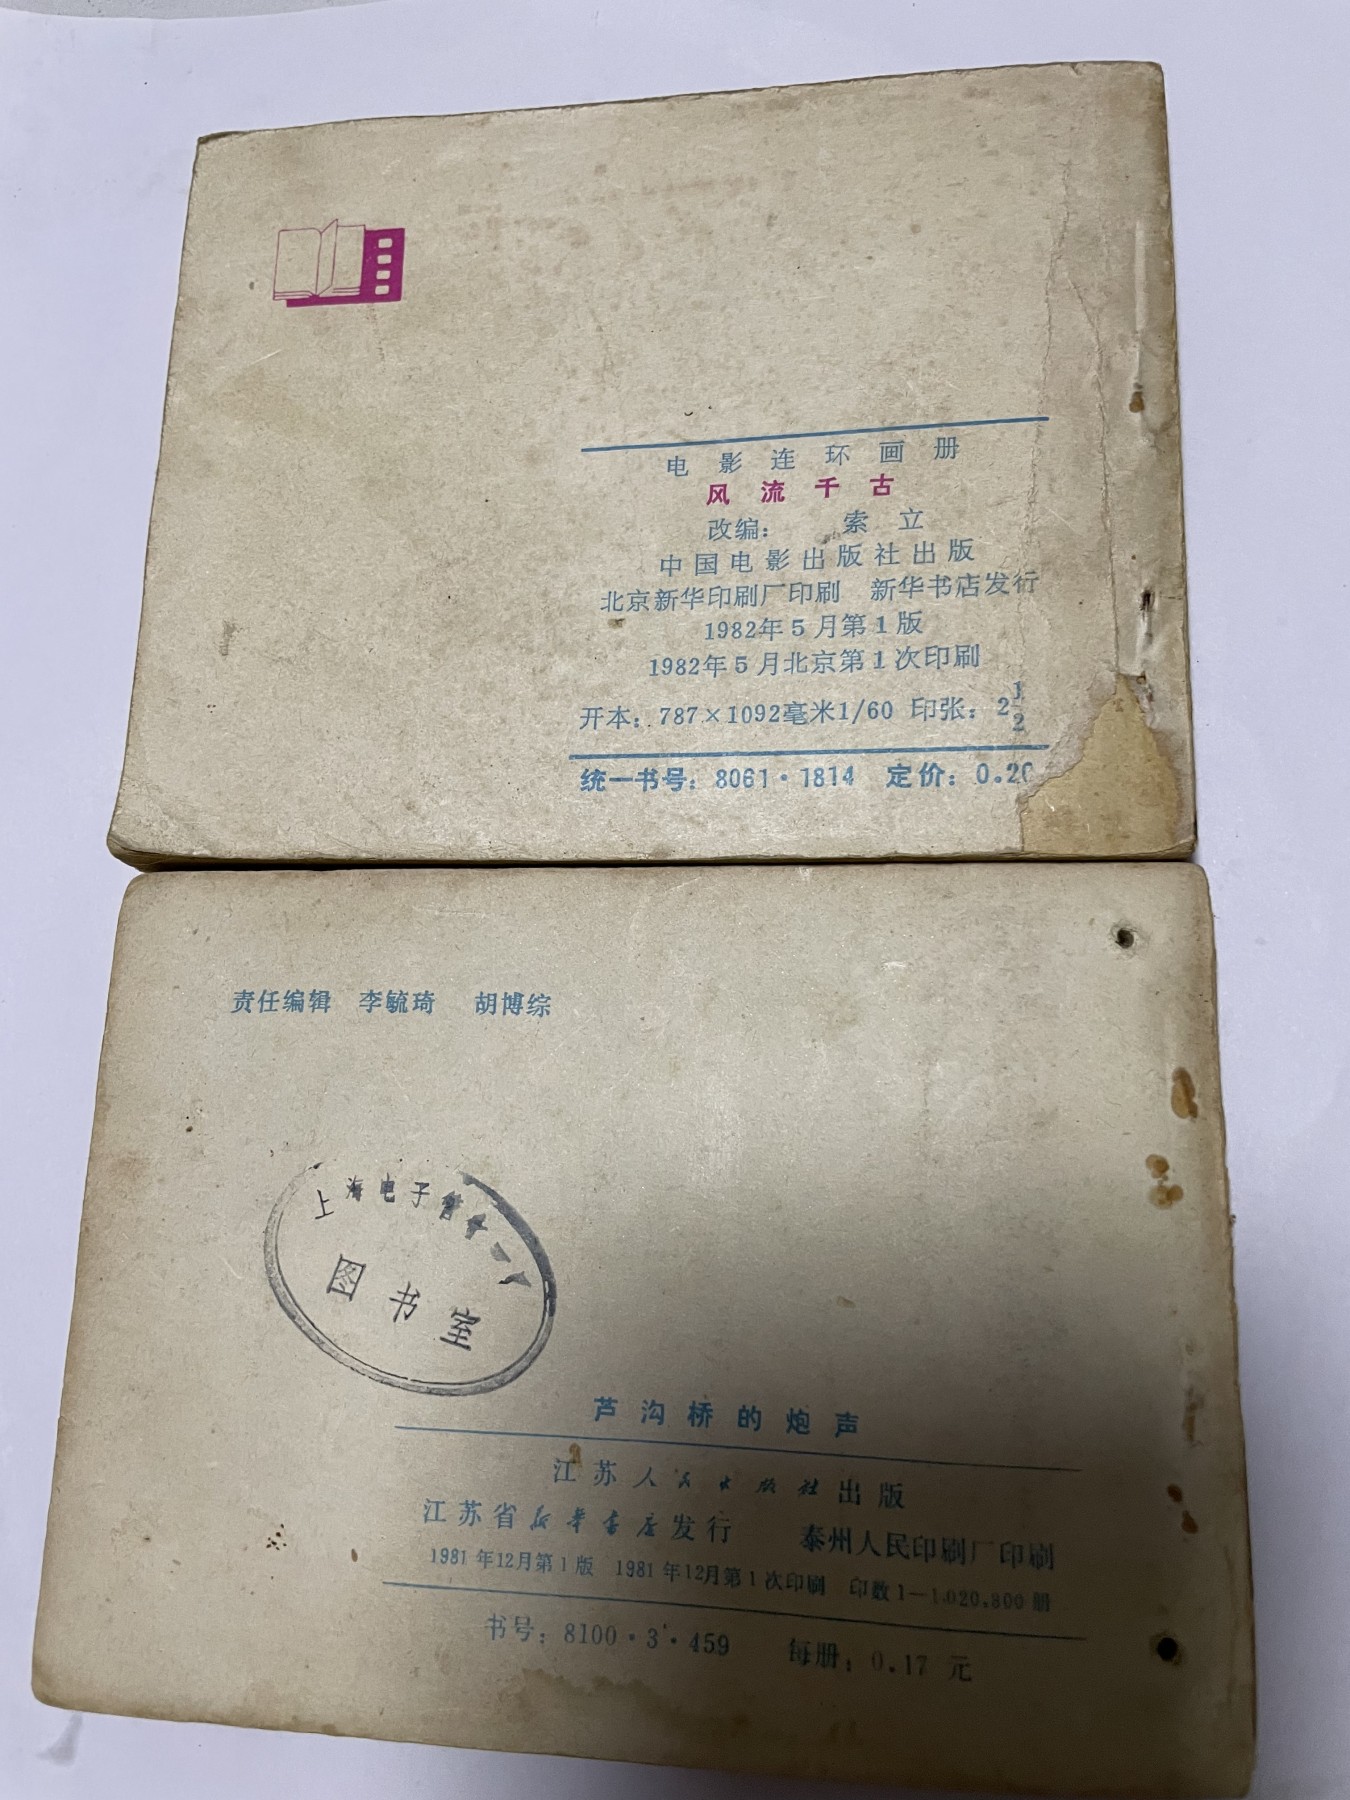 电影连环画册
风流千古
改编： 索立
中国电影出版社出版
北京新华印刷厂印刷 新华书店发行
1982年5月第1版
1982年5月北京第1次印刷
开本：787×1092毫米1/60 印张：2 1/2
统一书号：8061·1814 定价：0.20
责任编辑 李毓琦 胡博综
上海电子管
图书室
芦沟桥的炮声
江苏人民出版社出版
江苏省新华书店发行 泰州人民印刷厂印刷
1981年12月第1版 1981年12月第1次印刷 印数1—1,020,800册
书号：8100·3·459 每册：0.17元